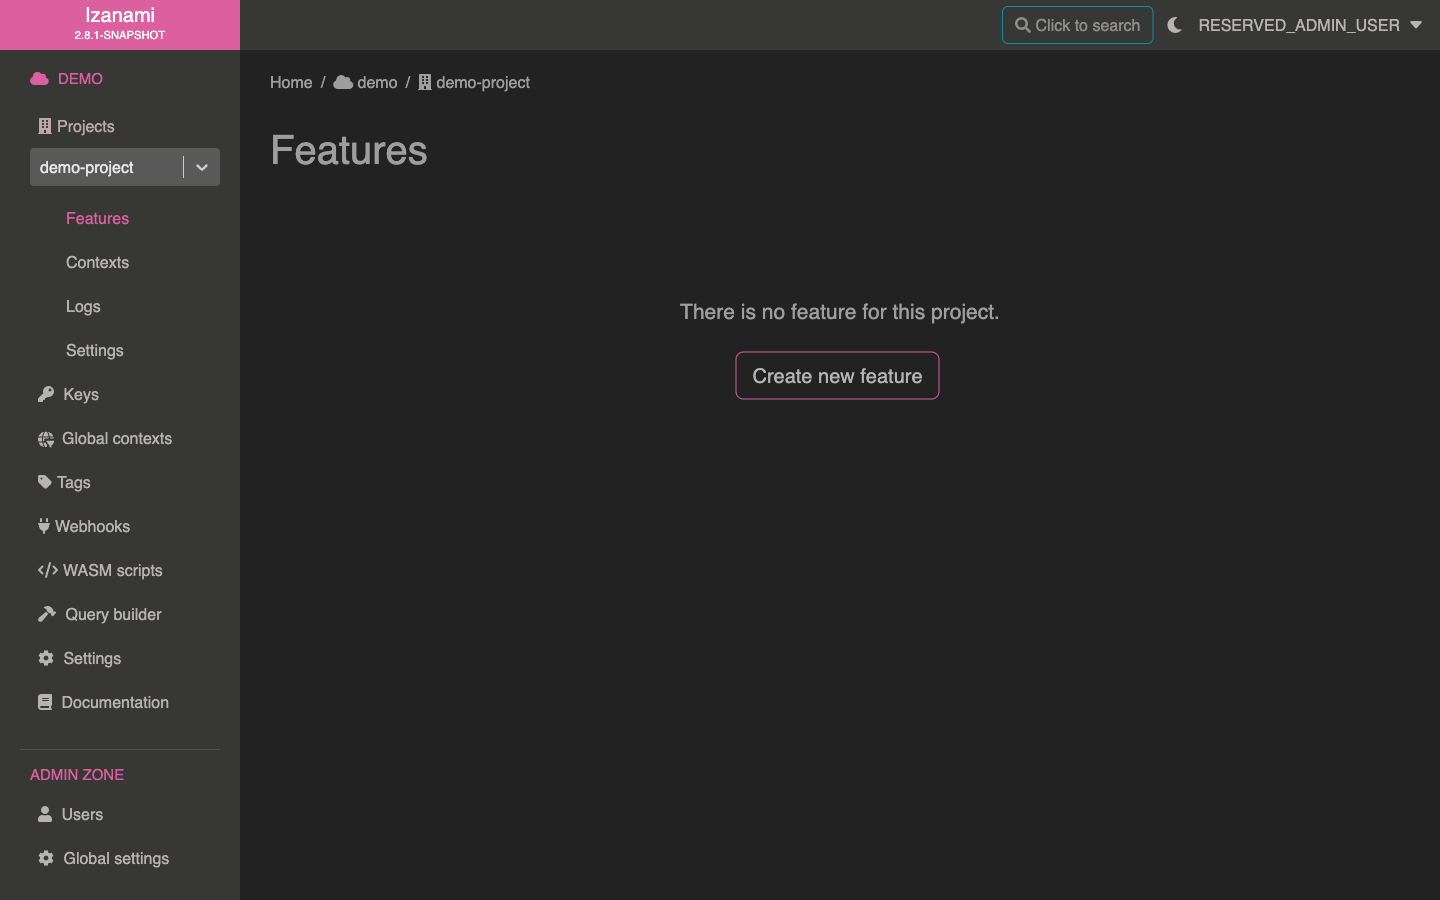 Izanami
2.8.1-SNAPSHOT
Click to search
RESERVED_ADMIN_USER
DEMO
Projects
demo-project
Features
Contexts
Logs
Settings
Keys
Global contexts
Tags
Webhooks
WASM scripts
Query builder
Settings
Documentation
ADMIN ZONE
Users
Global settings
Home / demo / demo-project
Features
There is no feature for this project.
Create new feature